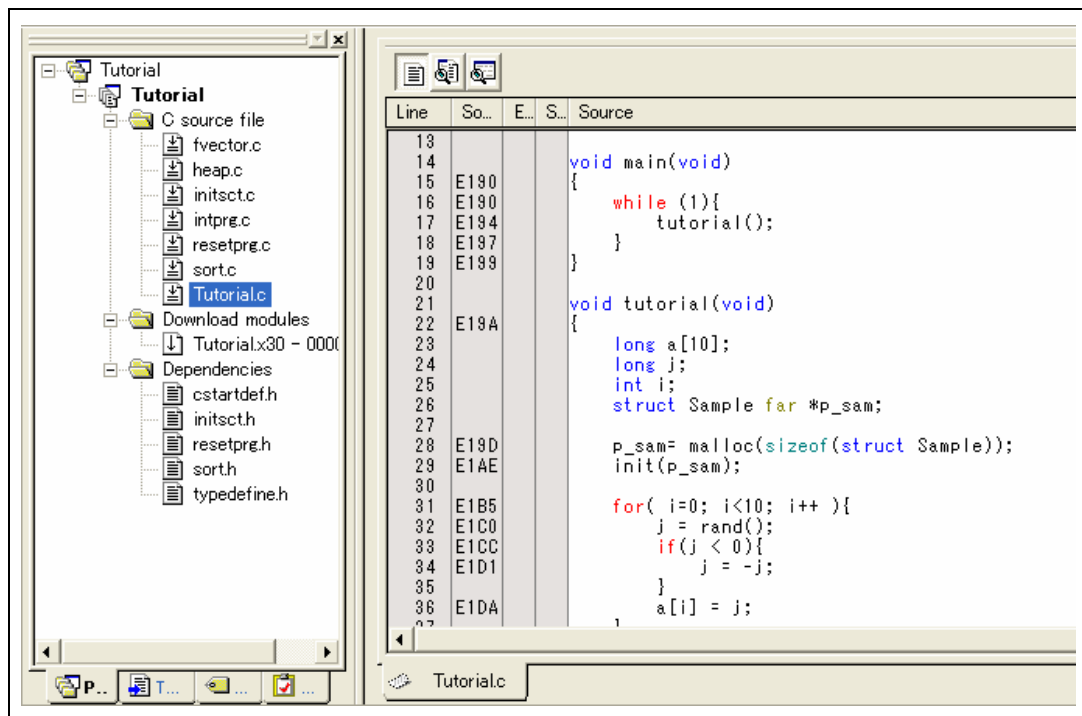 Tutorial
Tutorial
C source file
fvector.c
heap.c
initsct.c
intprg.c
resetprg.c
sort.c
Tutorial.c
Download modules
Tutorial.x30 - 000(
Dependencies
cstartdef.h
initsct.h
resetprg.h
sort.h
typedefine.h
P.. T... ... ...
Line So... E... S... Source
13
14 void main(void)
15 E190 {
16 E190 while (1){
17 E194 tutorial();
18 E197 }
19 E199 }
20
21 void tutorial(void)
22 E19A {
23 long a[10];
24 long j;
25 int i;
26 struct Sample far *p_sam;
27
28 E19D p_sam= malloc(sizeof(struct Sample));
29 E1AE init(p_sam);
30
31 E1B5 for( i=0; i<10; i++ ){
32 E1C0 j = rand();
33 E1CC if(j < 0){
34 E1D1 j = -j;
35 }
36 E1DA a[i] = j;
Tutorial.c